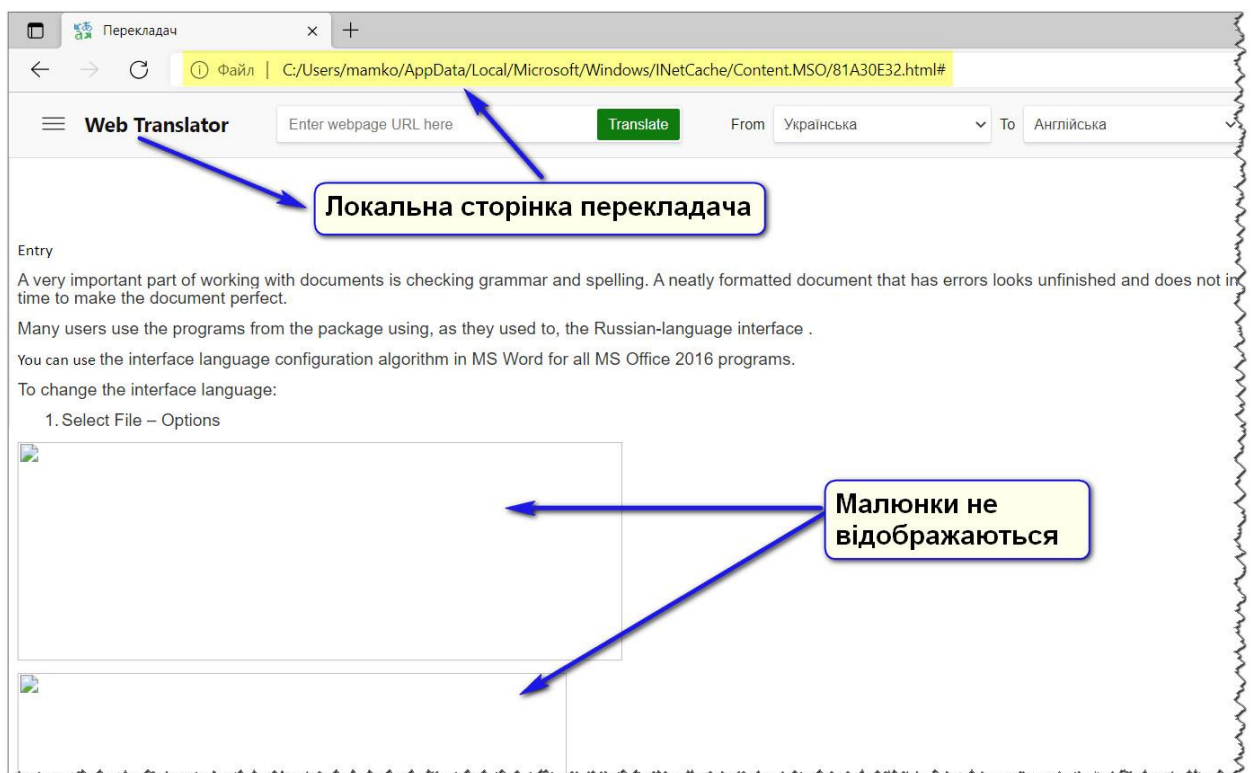 Перекладач
Файл | C:/Users/mamko/AppData/Local/Microsoft/Windows/INetCache/Content.MSO/81A30E32.html#
Web Translator Enter webpage URL here Translate From Українська To Англійська
Локальна сторінка перекладача
Entry
A very important part of working with documents is checking grammar and spelling. A neatly formatted document that has errors looks unfinished and does not
time to make the document perfect.
Many users use the programs from the package using, as they used to, the Russian-language interface .
You can use the interface language configuration algorithm in MS Word for all MS Office 2016 programs.
To change the interface language:
1. Select File – Options
Малюнки не
відображаються